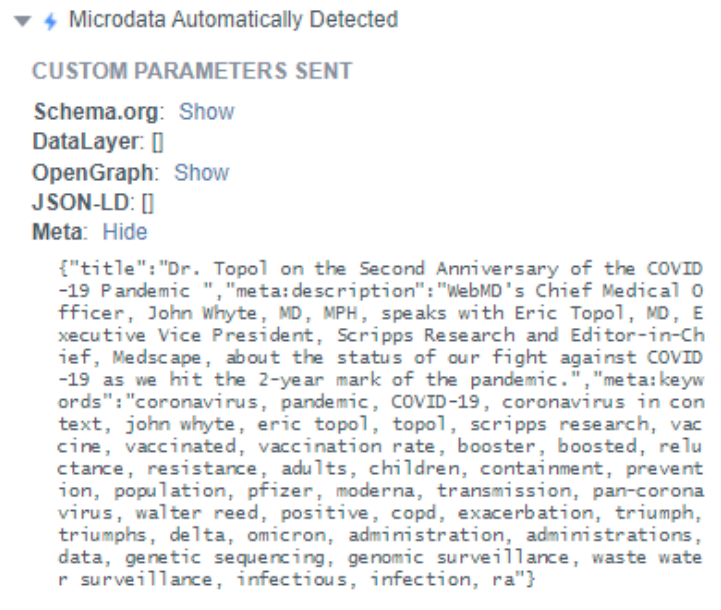 Microdata Automatically Detected
CUSTOM PARAMETERS SENT
Schema.org: Show
DataLayer: []
OpenGraph: Show
JSON-LD: []
Meta: Hide
{"title":"Dr. Topol on the Second Anniversary of the COVID
-19 Pandemic ","meta:description":"WebMD's Chief Medical O
fficer, John Whyte, MD, MPH, speaks with Eric Topol, MD, E
xecutive Vice President, Scripps Research and Editor-in-Ch
ief, Medscape, about the status of our fight against COVID
-19 as we hit the 2-year mark of the pandemic.","meta:keyw
ords":"coronavirus, pandemic, COVID-19, coronavirus in con
text, john whyte, eric topol, topol, scripps research, vac
cine, vaccinated, vaccination rate, booster, boosted, relu
ctance, resistance, adults, children, containment, prevent
ion, population, pfizer, moderna, transmission, pan-corona
virus, walter reed, positive, copd, exacerbation, triumph,
triumphs, delta, omicron, administration, administrations,
data, genetic sequencing, genomic surveillance, waste wate
r surveillance, infectious, infection, ra"}